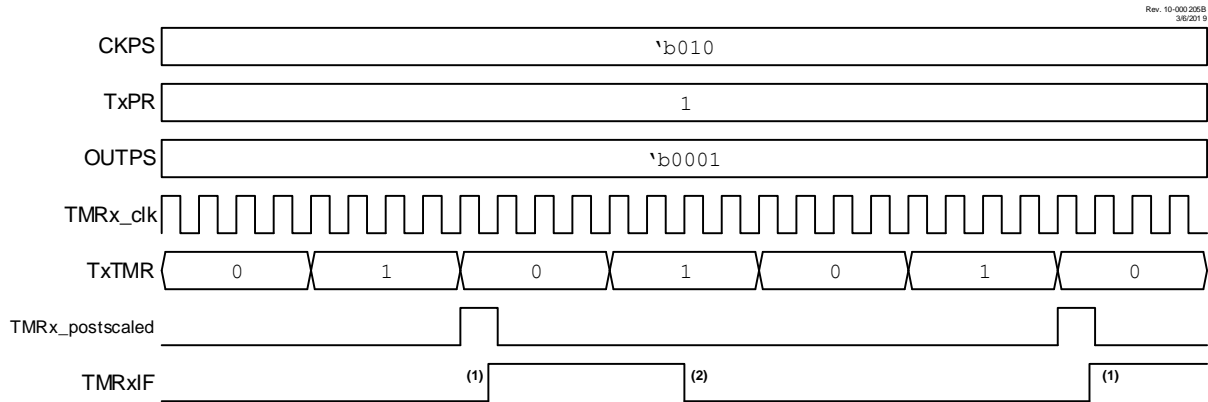 Rev. 10-000205B
3/6/2019
CKPS
‘b010
TxPR
1
OUTPS
‘b0001
TMRx_clk
TxTMR
0 1 0 1 0 1 0
TMRx_postscaled
TMRxIF
(1) (2) (1)